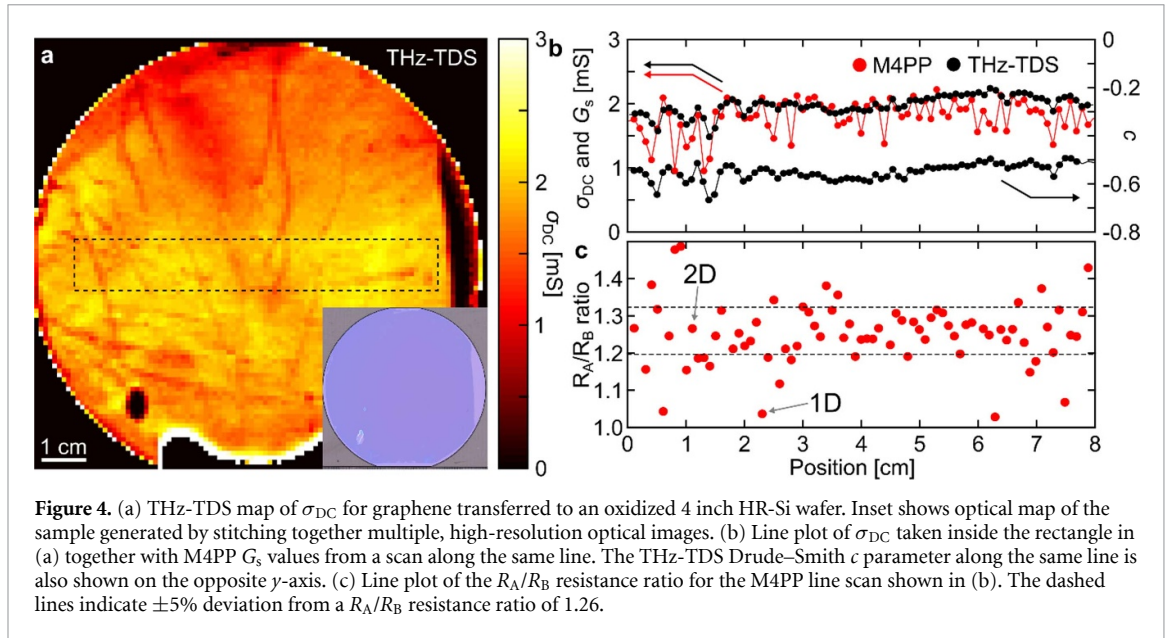 a
THz-TDS
1 cm
3
2
1
0
σDC [mS]
b
3
2
1
0
σDC and Gs [mS]
M4PP
THz-TDS
0
-0.2
-0.4
-0.6
-0.8
c
c
1.4
1.3
1.2
1.1
1.0
RA/RB ratio
2D
1D
0
1
2
3
4
5
6
7
8
Position [cm]
Figure 4. (a) THz-TDS map of σDC for graphene transferred to an oxidized 4 inch HR-Si wafer. Inset shows optical map of the
sample generated by stitching together multiple, high-resolution optical images. (b) Line plot of σDC taken inside the rectangle in
(a) together with M4PP Gs values from a scan along the same line. The THz-TDS Drude–Smith c parameter along the same line is
also shown on the opposite y-axis. (c) Line plot of the RA/RB resistance ratio for the M4PP line scan shown in (b). The dashed
lines indicate ±5% deviation from a RA/RB resistance ratio of 1.26.